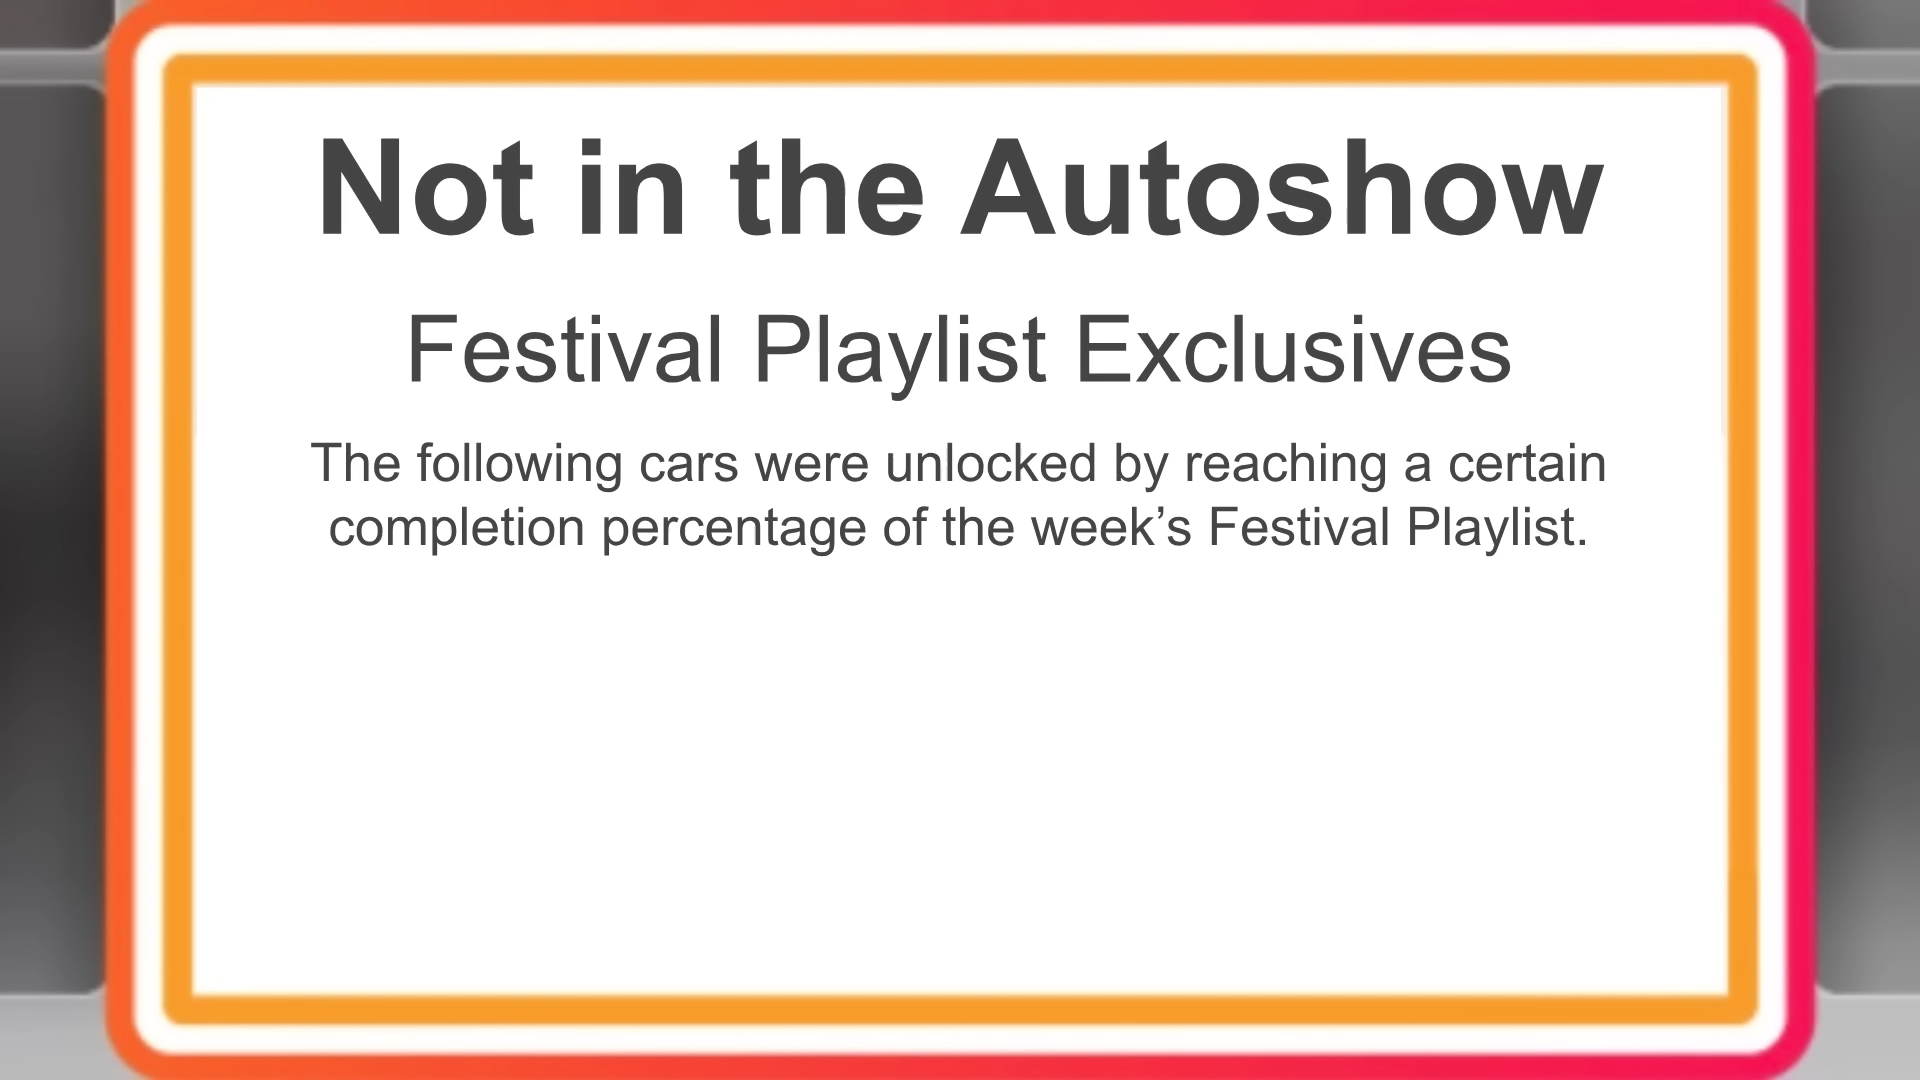 Not in the Autoshow
Festival Playlist Exclusives
The following cars were unlocked by reaching a certain
completion percentage of the week’s Festival Playlist.